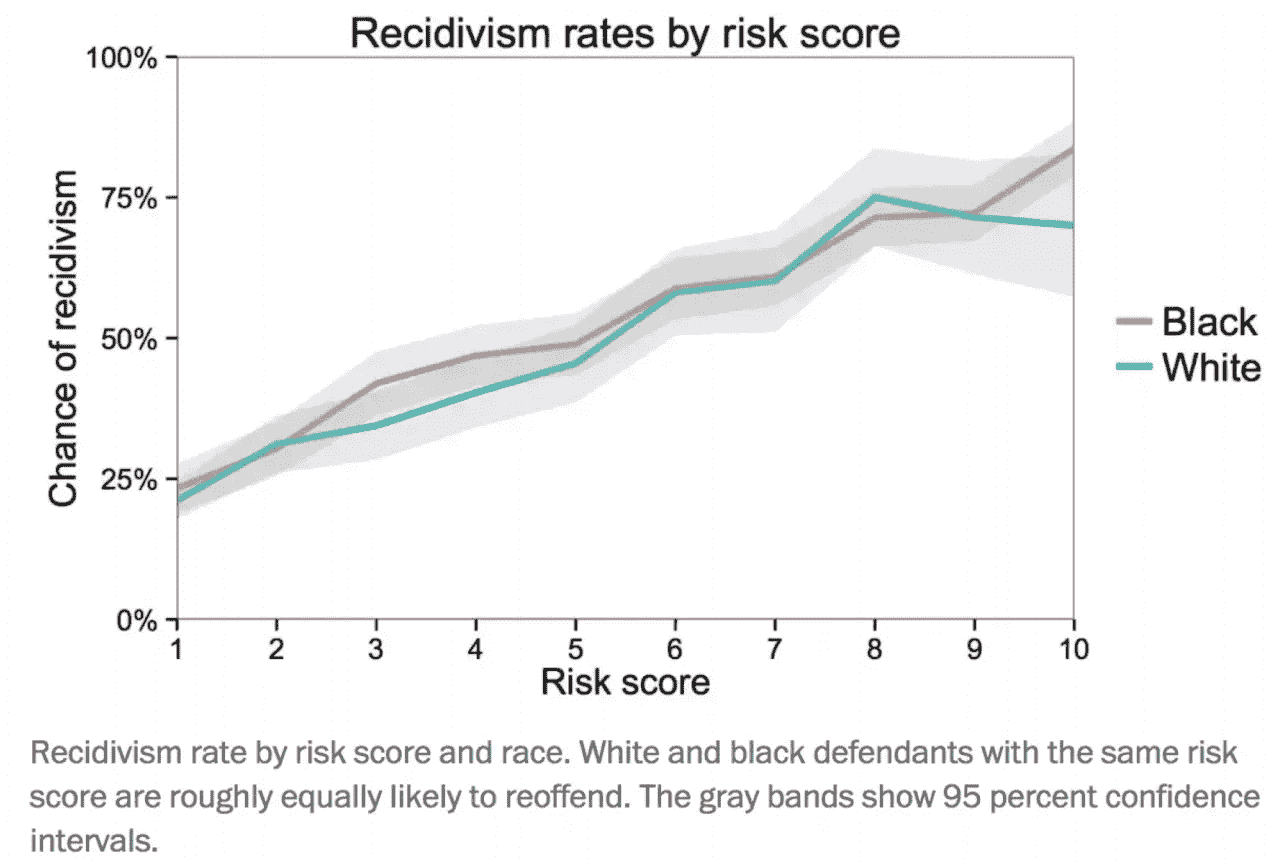 Recidivism rates by risk score
100%
75%
50%
25%
0%
Chance of recidivism
1 2 3 4 5 6 7 8 9 10
Risk score
Black
White
Recidivism rate by risk score and race. White and black defendants with the same risk
score are roughly equally likely to reoffend. The gray bands show 95 percent confidence
intervals.